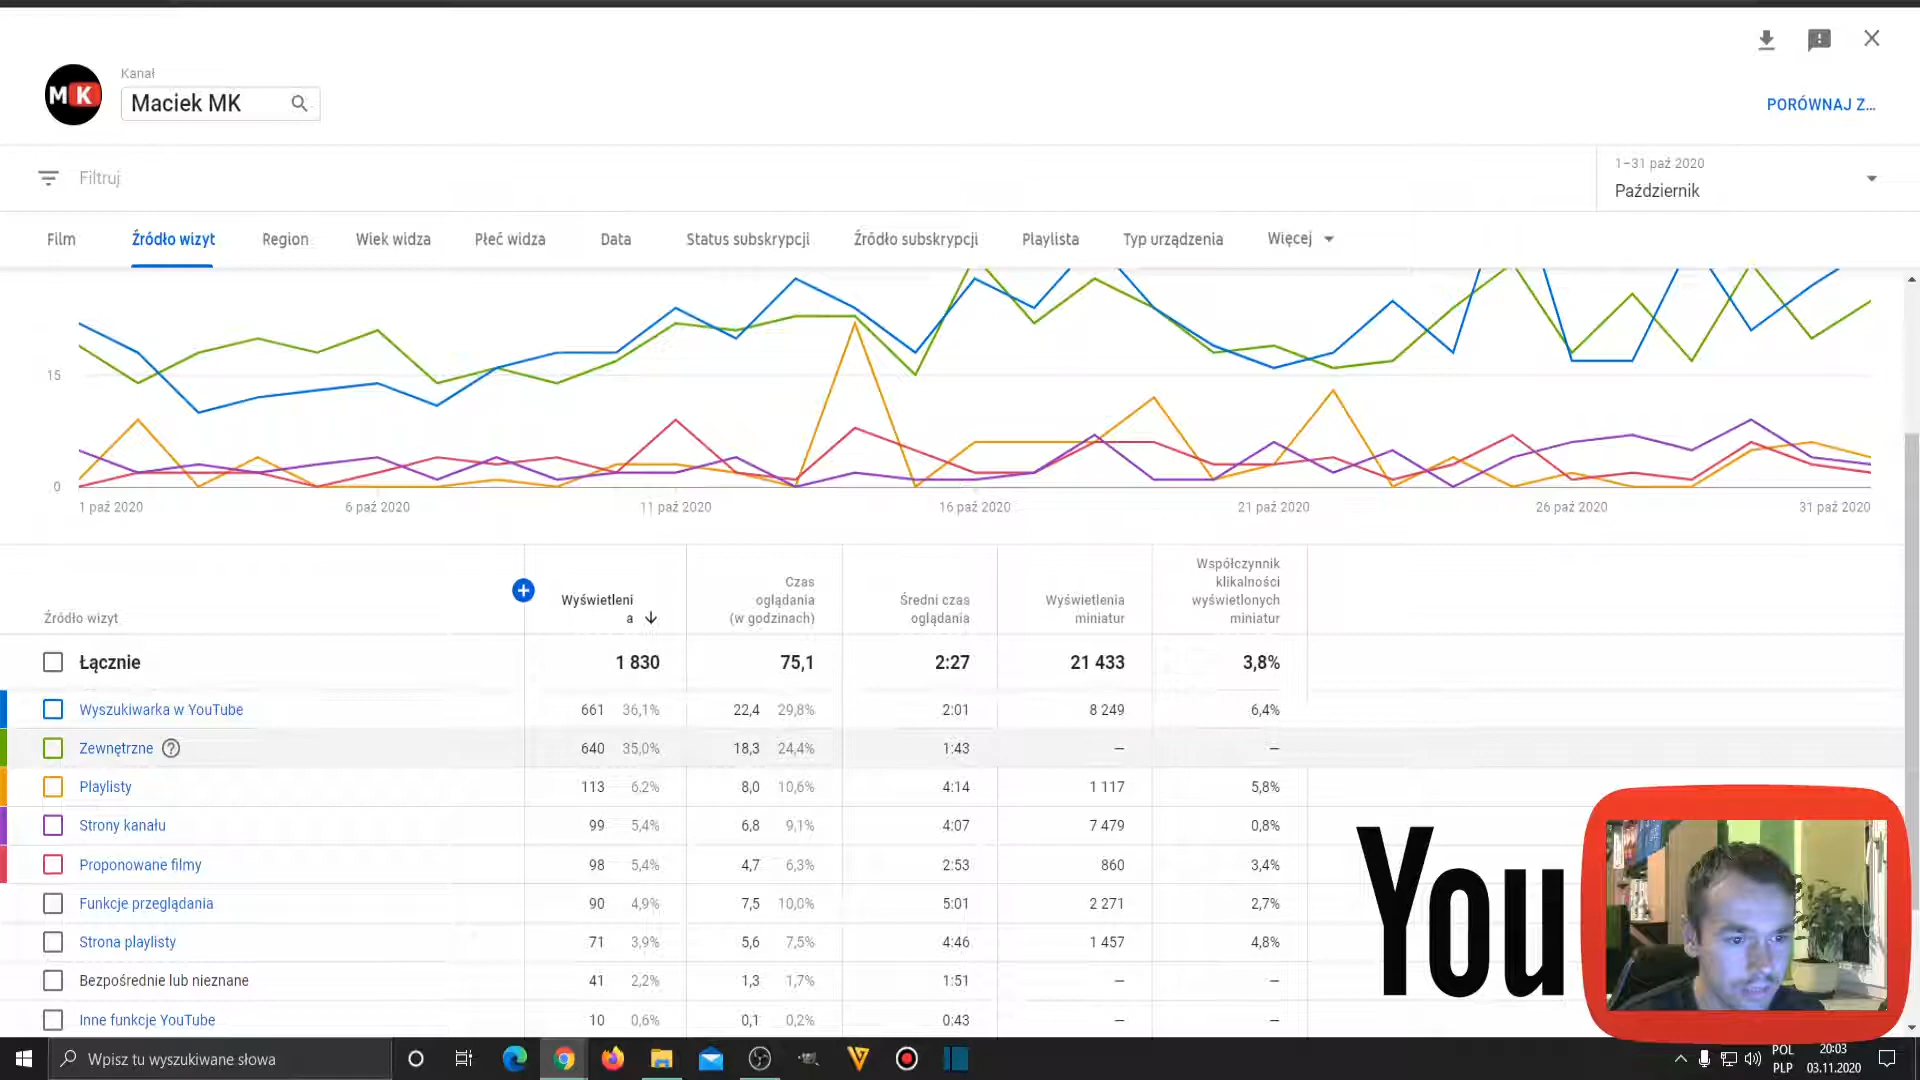 MK
Kanał
Maciek MK
PORÓWNAJ Z…
Filtruj
1–31 paź 2020
Październik
Film Źródło wizyt Region Wiek widza Płeć widza Data Status subskrypcji Źródło subskrypcji Playlista Typ urządzenia Więcej
15
0
1 paź 2020 6 paź 2020 11 paź 2020 16 paź 2020 21 paź 2020 26 paź 2020 31 paź 2020
Źródło wizyt
Wyświetleni
a
Czas
oglądania
(w godzinach)
Średni czas
oglądania
Wyświetlenia
miniatur
Współczynnik
klikalności
wyświetlonych
miniatur
Łącznie 1 830 75,1 2:27 21 433 3,8%
Wyszukiwarka w YouTube 661 36,1% 22,4 29,8% 2:01 8 249 6,4%
Zewnętrzne 640 35,0% 18,3 24,4% 1:43 — —
Playlisty 113 6,2% 8,0 10,6% 4:14 1 117 5,8%
Strony kanału 99 5,4% 6,8 9,1% 4:07 7 479 0,8%
Proponowane filmy 98 5,4% 4,7 6,3% 2:53 860 3,4%
Funkcje przeglądania 90 4,9% 7,5 10,0% 5:01 2 271 2,7%
Strona playlisty 71 3,9% 5,6 7,5% 4:46 1 457 4,8%
Bezpośrednie lub nieznane 41 2,2% 1,3 1,7% 1:51 — —
Inne funkcje YouTube 10 0,6% 0,1 0,2% 0:43 — —
You
Wpisz tu wyszukiwane słowa
POL
PLP
20:03
03.11.2020